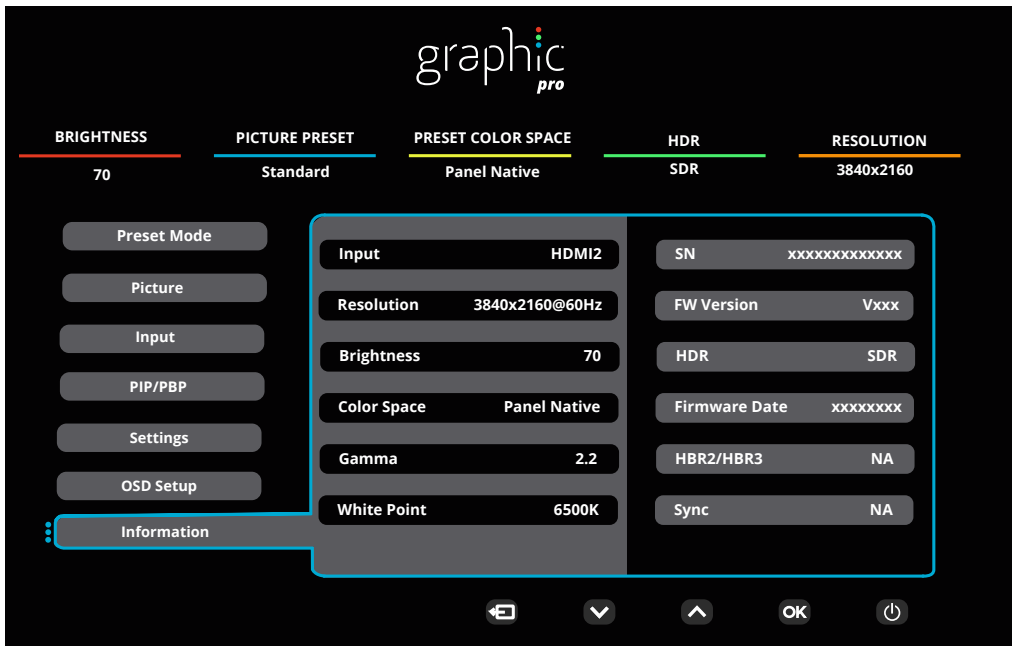 graphic
pro
BRIGHTNESS PICTURE PRESET PRESET COLOR SPACE HDR RESOLUTION
70 Standard Panel Native SDR 3840x2160
Preset Mode
Picture
Input
PIP/PBP
Settings
OSD Setup
Information
Input HDMI2
Resolution 3840x2160@60Hz
Brightness 70
Color Space Panel Native
Gamma 2.2
White Point 6500K
SN xxxxxxxxxxxxx
FW Version Vxxx
HDR SDR
Firmware Date xxxxxxxx
HBR2/HBR3 NA
Sync NA
OK